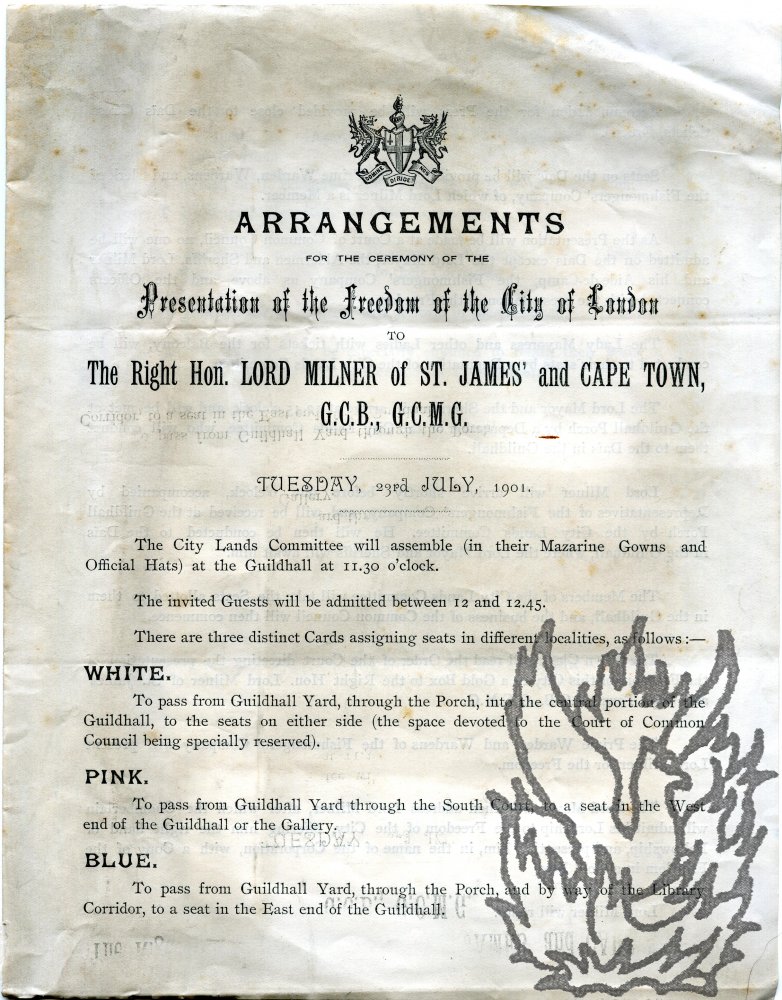 DOMINE DIRIGE NOS
ARRANGEMENTS
FOR THE CEREMONY OF THE
Presentation of the Freedom of the City of London
TO
The Right Hon. LORD MILNER of ST. JAMES' and CAPE TOWN,
G.C.B., G.C.M.G.
TUESDAY, 23rd JULY, 1901.
The City Lands Committee will assemble (in their Mazarine Gowns and
Official Hats) at the Guildhall at 11.30 o'clock.
The invited Guests will be admitted between 12 and 12.45.
There are three distinct Cards assigning seats in different localities, as follows:—
WHITE.
To pass from Guildhall Yard, through the Porch, into the central portion of the
Guildhall, to the seats on either side (the space devoted to the Court of Common
Council being specially reserved).
PINK.
To pass from Guildhall Yard through the South Court, to a seat in the West
end of the Guildhall or the Gallery.
BLUE.
To pass from Guildhall Yard, through the Porch, and by way of the Library
Corridor, to a seat in the East end of the Guildhall.